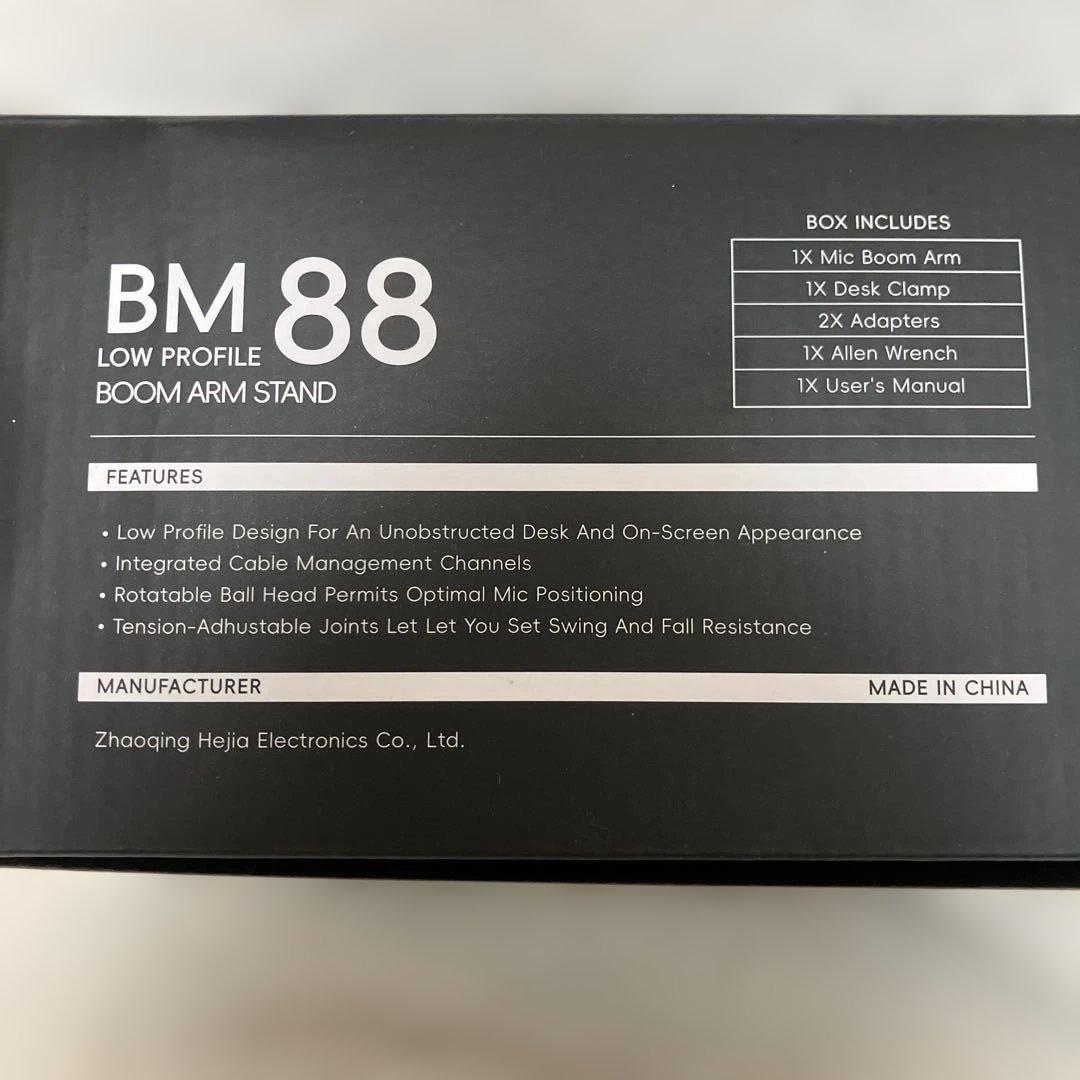 BM 88
LOW PROFILE
BOOM ARM STAND
BOX INCLUDES
1X Mic Boom Arm
1X Desk Clamp
2X Adapters
1X Allen Wrench
1X User's Manual
FEATURES
• Low Profile Design For An Unobstructed Desk And On-Screen Appearance
• Integrated Cable Management Channels
• Rotatable Ball Head Permits Optimal Mic Positioning
• Tension-Adhustable Joints Let Let You Set Swing And Fall Resistance
MANUFACTURER MADE IN CHINA
Zhaoqing Hejia Electronics Co., Ltd.